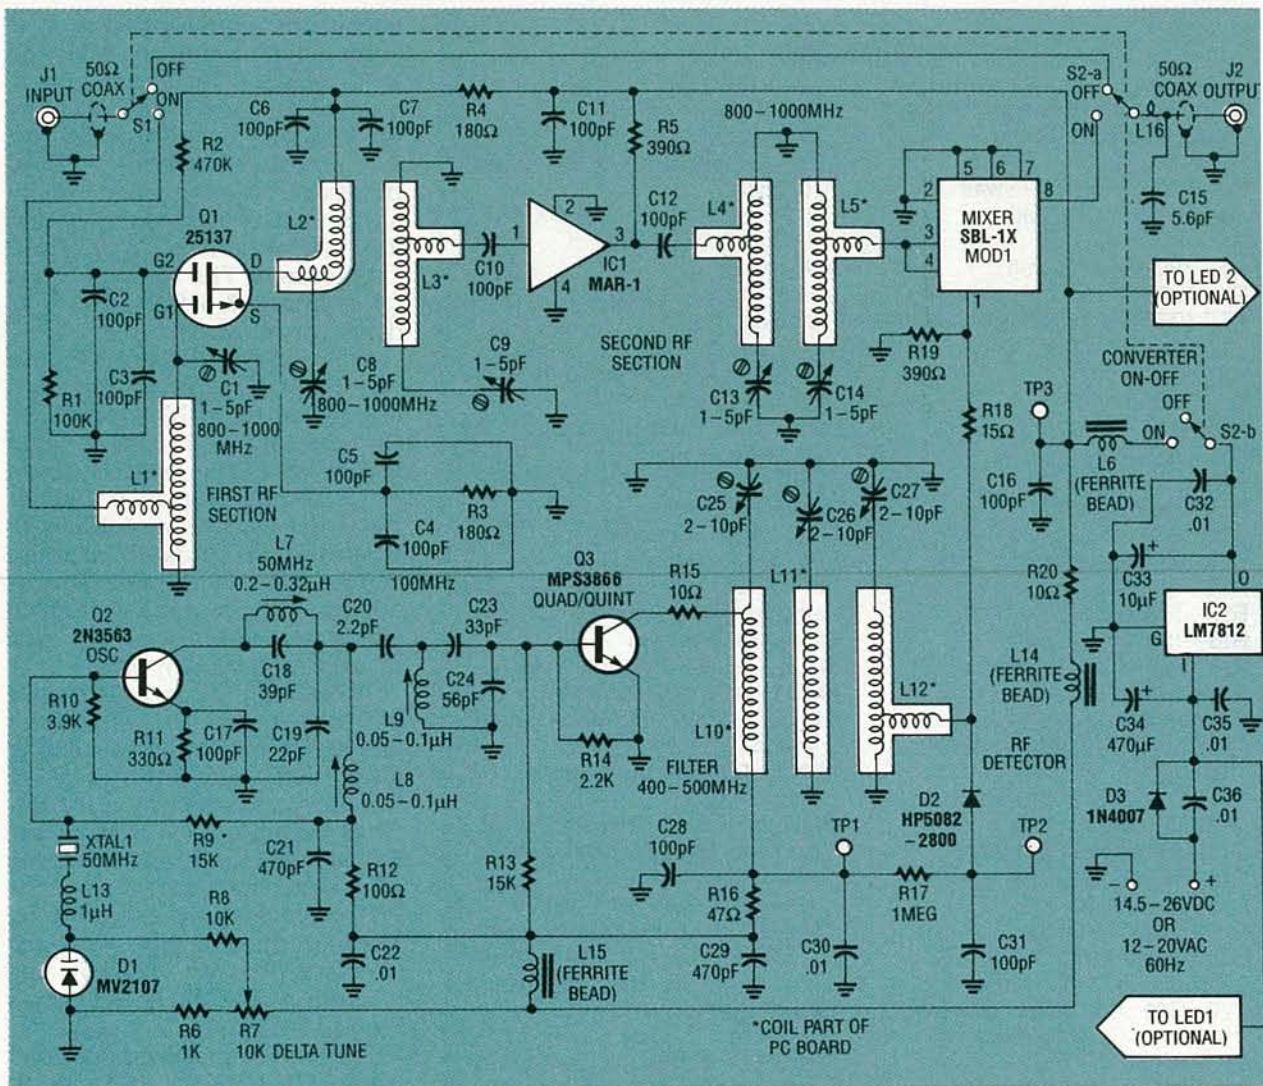 J1
INPUT
50Ω
COAX
OFF
ON
S1
R2
470K
C6
100pF
C7
100pF
R4
180Ω
C11
100pF
R5
390Ω
800–1000MHz
S2-a
OFF
ON
50Ω
COAX
J2
OUTPUT
L16
C15
5.6pF
Q1
25137
G2
D
G1
S
L2*
L3*
C10
100pF
1
2
3
4
IC1
MAR-1
C12
100pF
L4*
L5*
5
6
7
2
8
3
4
1
MIXER
SBL-1X
MOD1
TO LED 2
(OPTIONAL)
C2
100pF
C3
100pF
R1
100K
C1
1–5pF
800–1000
MHz
L1*
FIRST RF
SECTION
C8
1–5pF
800–1000MHz
C9
1–5pF
SECOND RF
SECTION
C13
1–5pF
C14
1–5pF
R19
390Ω
R18
15Ω
TP3
CONVERTER
ON-OFF
OFF
ON
S2-b
L6
(FERRITE
BEAD)
C16
100pF
C32
.01
C5
100pF
R3
180Ω
C4
100pF
100MHz
C25
2–10pF
C26
2–10pF
C27
2–10pF
C33
10µF
R20
10Ω
O
G
I
IC2
LM7812
L7
50MHz
0.2–0.32µH
Q2
2N3563
OSC
C18
39pF
C20
2.2pF
C23
33pF
Q3
MPS3866
QUAD/QUINT
R15
10Ω
L11*
L10*
L12*
L14
(FERRITE
BEAD)
R10
3.9K
R11
330Ω
C17
100pF
C19
22pF
L9
0.05–0.1µH
C24
56pF
R14
2.2K
FILTER
400–500MHz
C34
470µF
C35
.01
L8
0.05–0.1µH
RF
DETECTOR
D2
HP5082
-2800
D3
1N4007
C36
.01
XTAL1
50MHz
R9 *
15K
C21
470pF
R12
100Ω
R13
15K
C28
100pF
TP1
TP2
R16
47Ω
R17
1MEG
L13
1µH
R8
10K
–
+
14.5–26VDC
OR
12–20VAC
60Hz
D1
MV2107
C22
.01
L15
(FERRITE
BEAD)
C29
470pF
C30
.01
C31
100pF
R6
1K
R7
10K DELTA TUNE
*COIL PART OF
PC BOARD
TO LED1
(OPTIONAL)